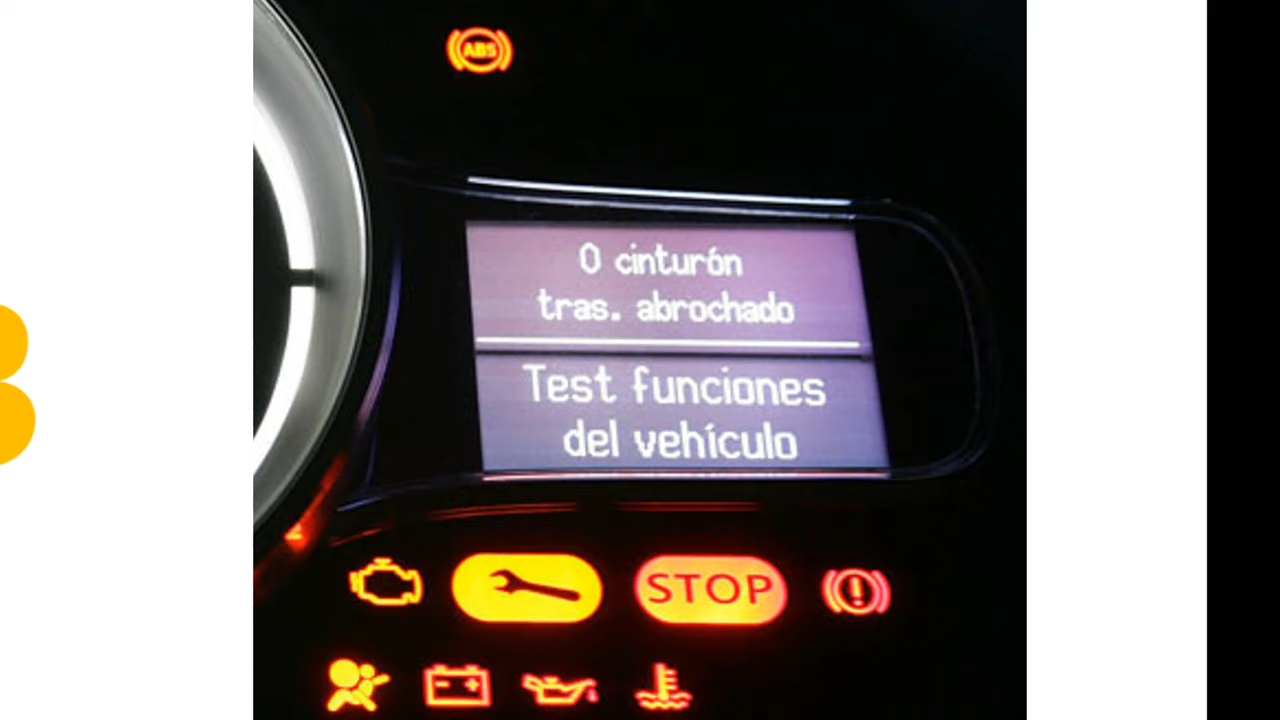 ABS
0 cinturón
tras. abrochado
Test funciones
del vehículo
STOP